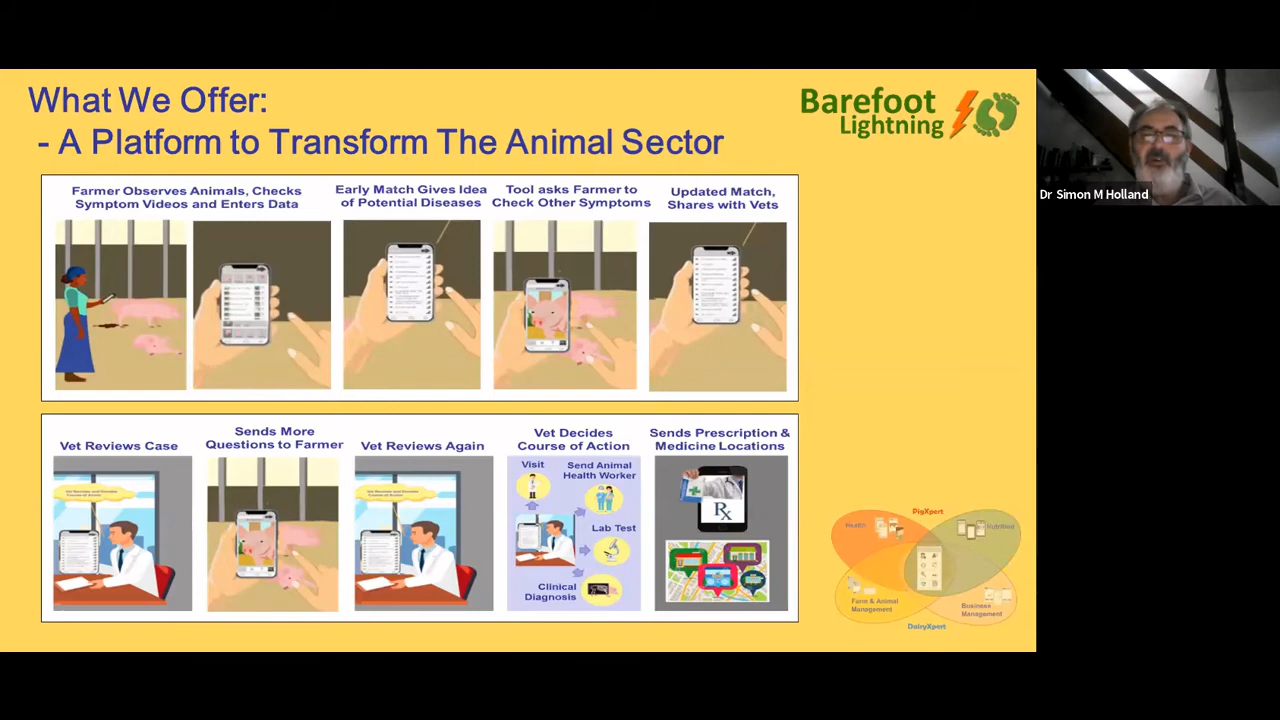 What We Offer:
- A Platform to Transform The Animal Sector
Barefoot
Lightning
Dr Simon M Holland
Farmer Observes Animals, Checks
Symptom Videos and Enters Data
Early Match Gives Idea
of Potential Diseases
Tool asks Farmer to
Check Other Symptoms
Updated Match,
Shares with Vets
Vet Reviews Case
Sends More
Questions to Farmer
Vet Reviews Again
Vet Decides
Course of Action
Visit
Send Animal
Health Worker
Lab Test
Clinical
Diagnosis
Sends Prescription &
Medicine Locations
Rx
PigXpert
Health
Nutrition
Farm & Animal
Management
Business
Management
DairyXpert